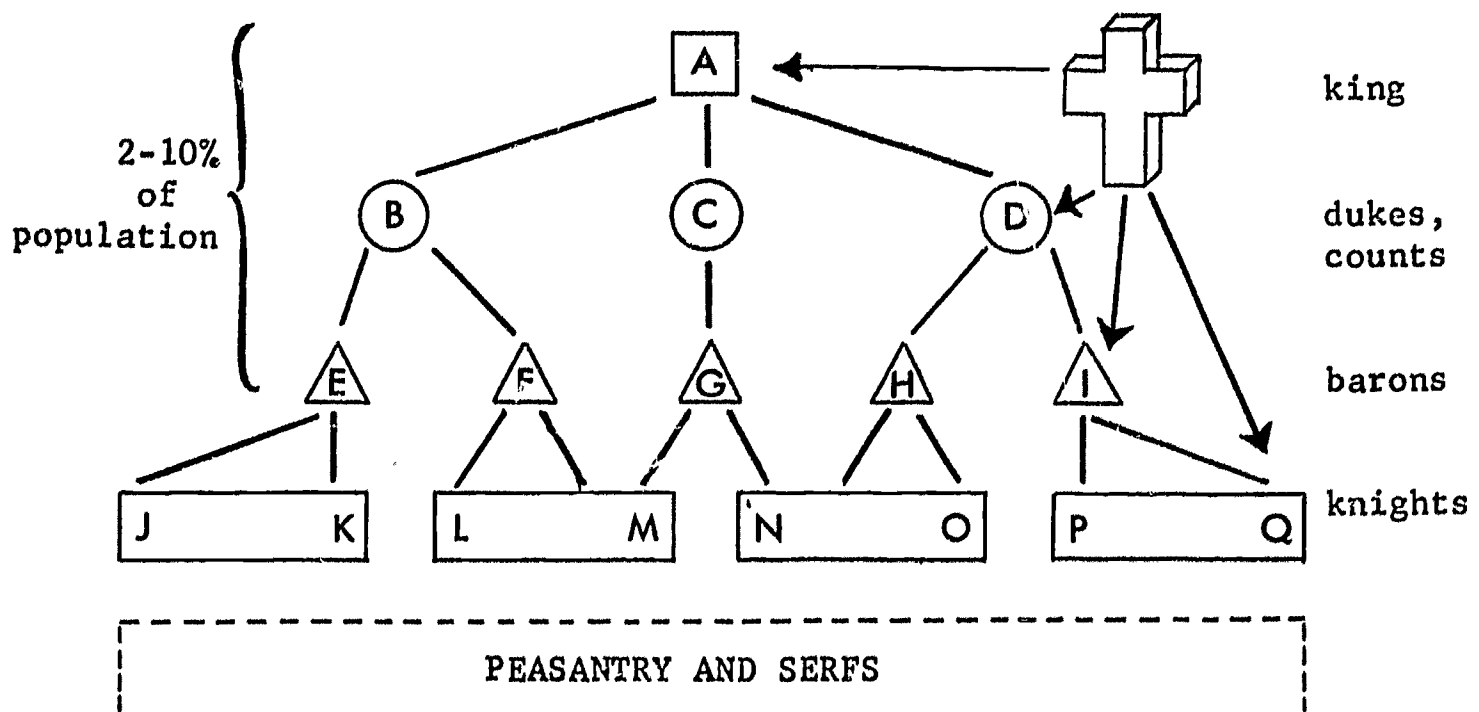 A
king
2-10%
of
population
B
C
D
dukes,
counts
E
F
G
H
I
barons
J
K
L
M
N
O
P
Q
knights
PEASANTRY AND SERFS